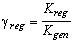 γ_reg = K_reg / K_gen